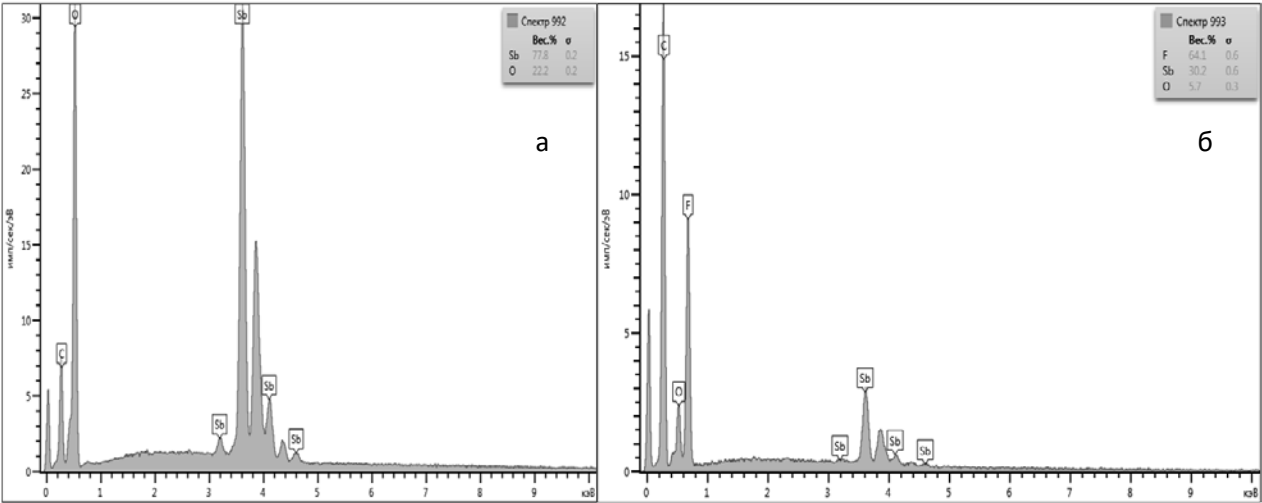 30
25
20
15
10
5
0
имп/сек/эВ
O
Sb
C
Sb
Sb
Sb
Спектр 992
Вес.% σ
Sb 77.8 0.2
O 22.2 0.2
а
0 1 2 3 4 5 6 7 8 9 кэВ
15
10
5
0
имп/сек/эВ
C
F
O
Sb
Sb
Sb
Sb
Спектр 993
Вес.% σ
F 64.1 0.6
Sb 30.2 0.6
O 5.7 0.3
б
0 1 2 3 4 5 6 7 8 9 кэВ